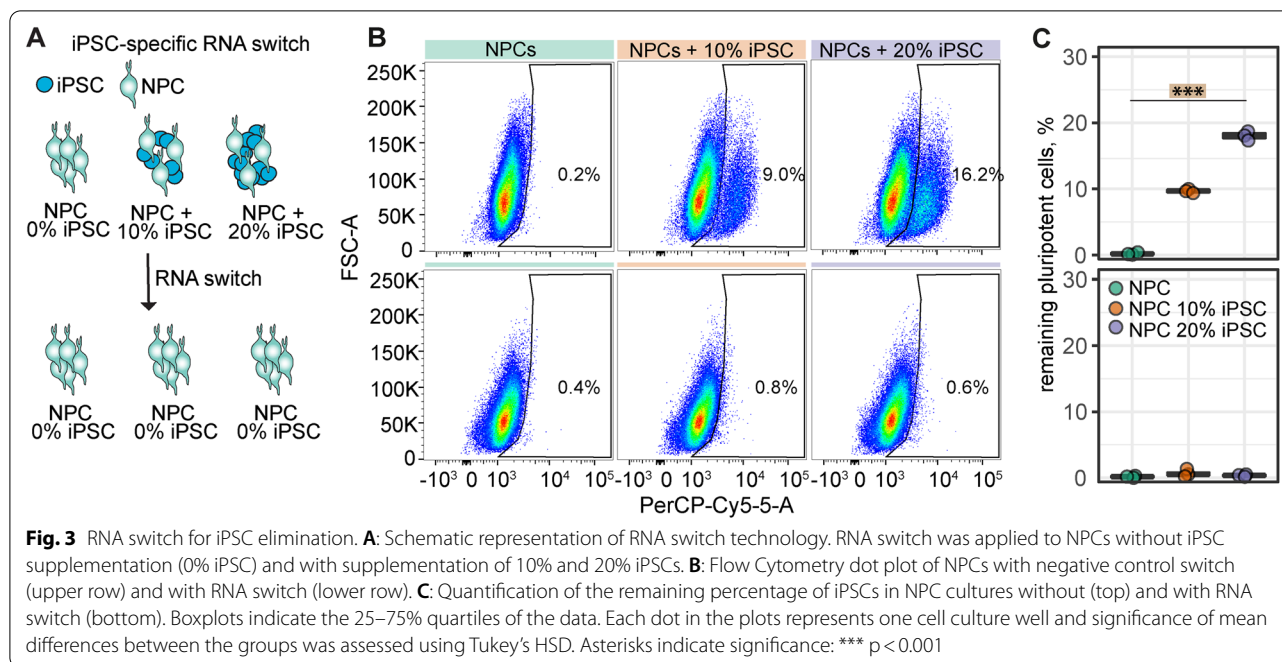 A
iPSC-specific RNA switch
iPSC NPC
NPC NPC + NPC +
0% iPSC 10% iPSC 20% iPSC
RNA switch
NPC NPC NPC
0% iPSC 0% iPSC 0% iPSC
B
NPCs NPCs + 10% iPSC NPCs + 20% iPSC
FSC-A
250K
200K
150K
100K
50K
0
0.2% 9.0% 16.2%
250K
200K
150K
100K
50K
0
0.4% 0.8% 0.6%
-10³ 0 10³ 10⁴ 10⁵ -10³ 0 10³ 10⁴ 10⁵ -10³ 0 10³ 10⁴ 10⁵
PerCP-Cy5-5-A
C
remaining pluripotent cells, %
30
20
10
0
***
30
20
10
0
NPC
NPC 10% iPSC
NPC 20% iPSC
Fig. 3 RNA switch for iPSC elimination. A: Schematic representation of RNA switch technology. RNA switch was applied to NPCs without iPSC
supplementation (0% iPSC) and with supplementation of 10% and 20% iPSCs. B: Flow Cytometry dot plot of NPCs with negative control switch
(upper row) and with RNA switch (lower row). C: Quantification of the remaining percentage of iPSCs in NPC cultures without (top) and with RNA
switch (bottom). Boxplots indicate the 25–75% quartiles of the data. Each dot in the plots represents one cell culture well and significance of mean
differences between the groups was assessed using Tukey's HSD. Asterisks indicate significance: *** p < 0.001